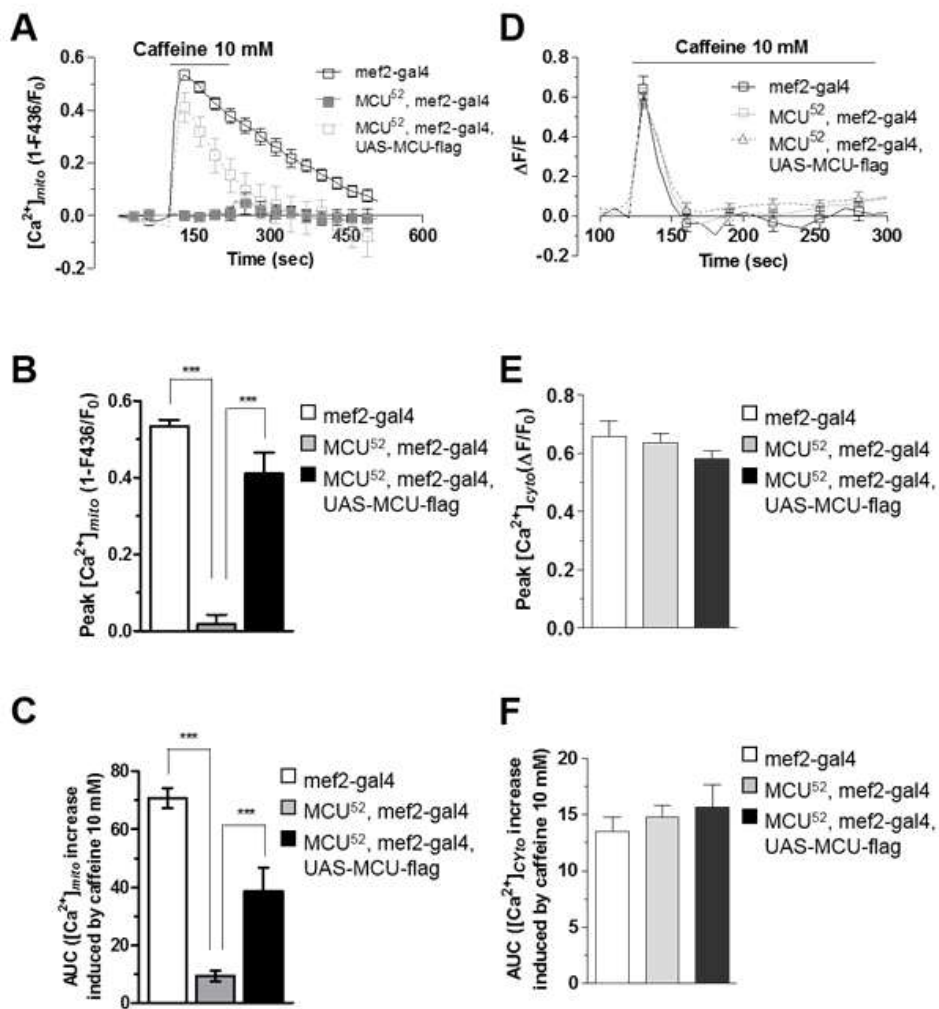 A
Caffeine 10 mM
mef2-gal4
MCU⁵², mef2-gal4
MCU⁵², mef2-gal4,
UAS-MCU-flag
[Ca²⁺]mito (1-F436/F₀)
0.6
0.4
0.2
0.0
-0.2
150
300
450
600
Time (sec)
D
Caffeine 10 mM
mef2-gal4
MCU⁵², mef2-gal4
MCU⁵², mef2-gal4,
UAS-MCU-flag
ΔF/F
0.8
0.6
0.4
0.2
-0.0
-0.2
100
150
200
250
300
Time (sec)
B
***
***
mef2-gal4
MCU⁵², mef2-gal4
MCU⁵², mef2-gal4,
UAS-MCU-flag
Peak [Ca²⁺]mito (1-F436/F₀)
0.6
0.4
0.2
0.0
E
mef2-gal4
MCU⁵², mef2-gal4
MCU⁵², mef2-gal4,
UAS-MCU-flag
Peak [Ca²⁺]cyto(ΔF/F₀)
0.8
0.6
0.4
0.2
0.0
C
***
***
mef2-gal4
MCU⁵², mef2-gal4
MCU⁵², mef2-gal4,
UAS-MCU-flag
AUC ([Ca²⁺]mito increase
induced by caffeine 10 mM)
80
60
40
20
0
F
mef2-gal4
MCU⁵², mef2-gal4
MCU⁵², mef2-gal4,
UAS-MCU-flag
AUC ([Ca²⁺]CYto increase
induced by caffeine 10 mM)
20
15
10
5
0